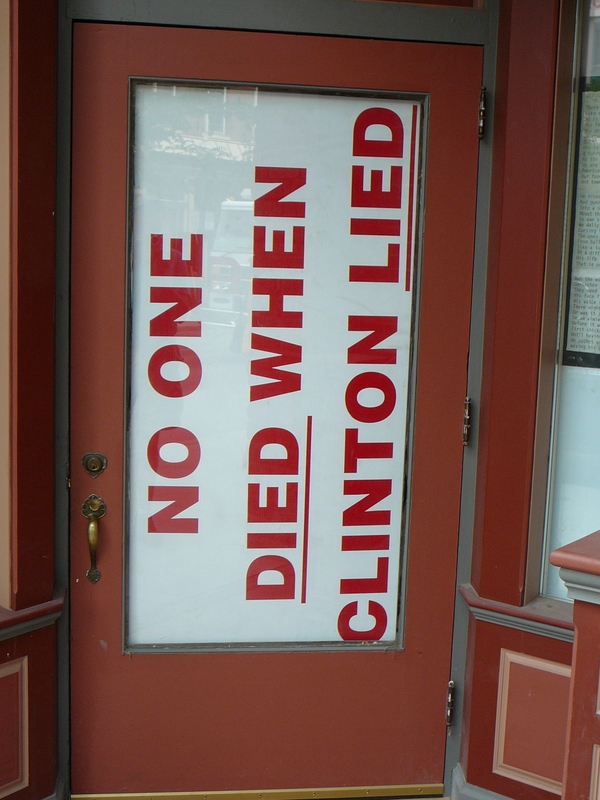 NO ONE
DIED WHEN
CLINTON LIED